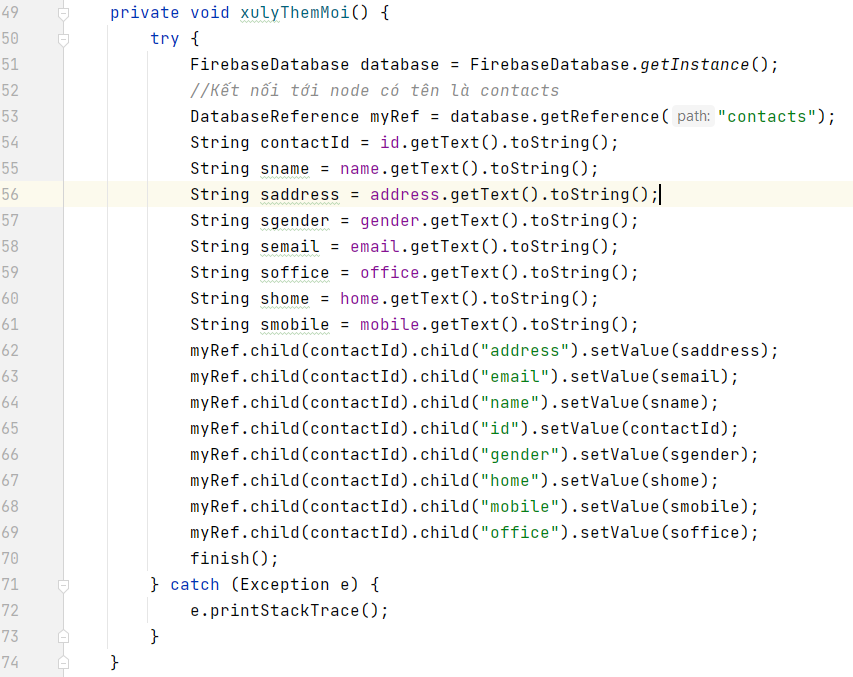 49 private void xulyThemMoi() {
50 try {
51 FirebaseDatabase database = FirebaseDatabase.getInstance();
52 //Kết nối tới node có tên là contacts
53 DatabaseReference myRef = database.getReference( path: "contacts");
54 String contactId = id.getText().toString();
55 String sname = name.getText().toString();
56 String saddress = address.getText().toString();
57 String sgender = gender.getText().toString();
58 String semail = email.getText().toString();
59 String soffice = office.getText().toString();
60 String shome = home.getText().toString();
61 String smobile = mobile.getText().toString();
62 myRef.child(contactId).child("address").setValue(saddress);
63 myRef.child(contactId).child("email").setValue(semail);
64 myRef.child(contactId).child("name").setValue(sname);
65 myRef.child(contactId).child("id").setValue(contactId);
66 myRef.child(contactId).child("gender").setValue(sgender);
67 myRef.child(contactId).child("home").setValue(shome);
68 myRef.child(contactId).child("mobile").setValue(smobile);
69 myRef.child(contactId).child("office").setValue(soffice);
70 finish();
71 } catch (Exception e) {
72 e.printStackTrace();
73 }
74 }